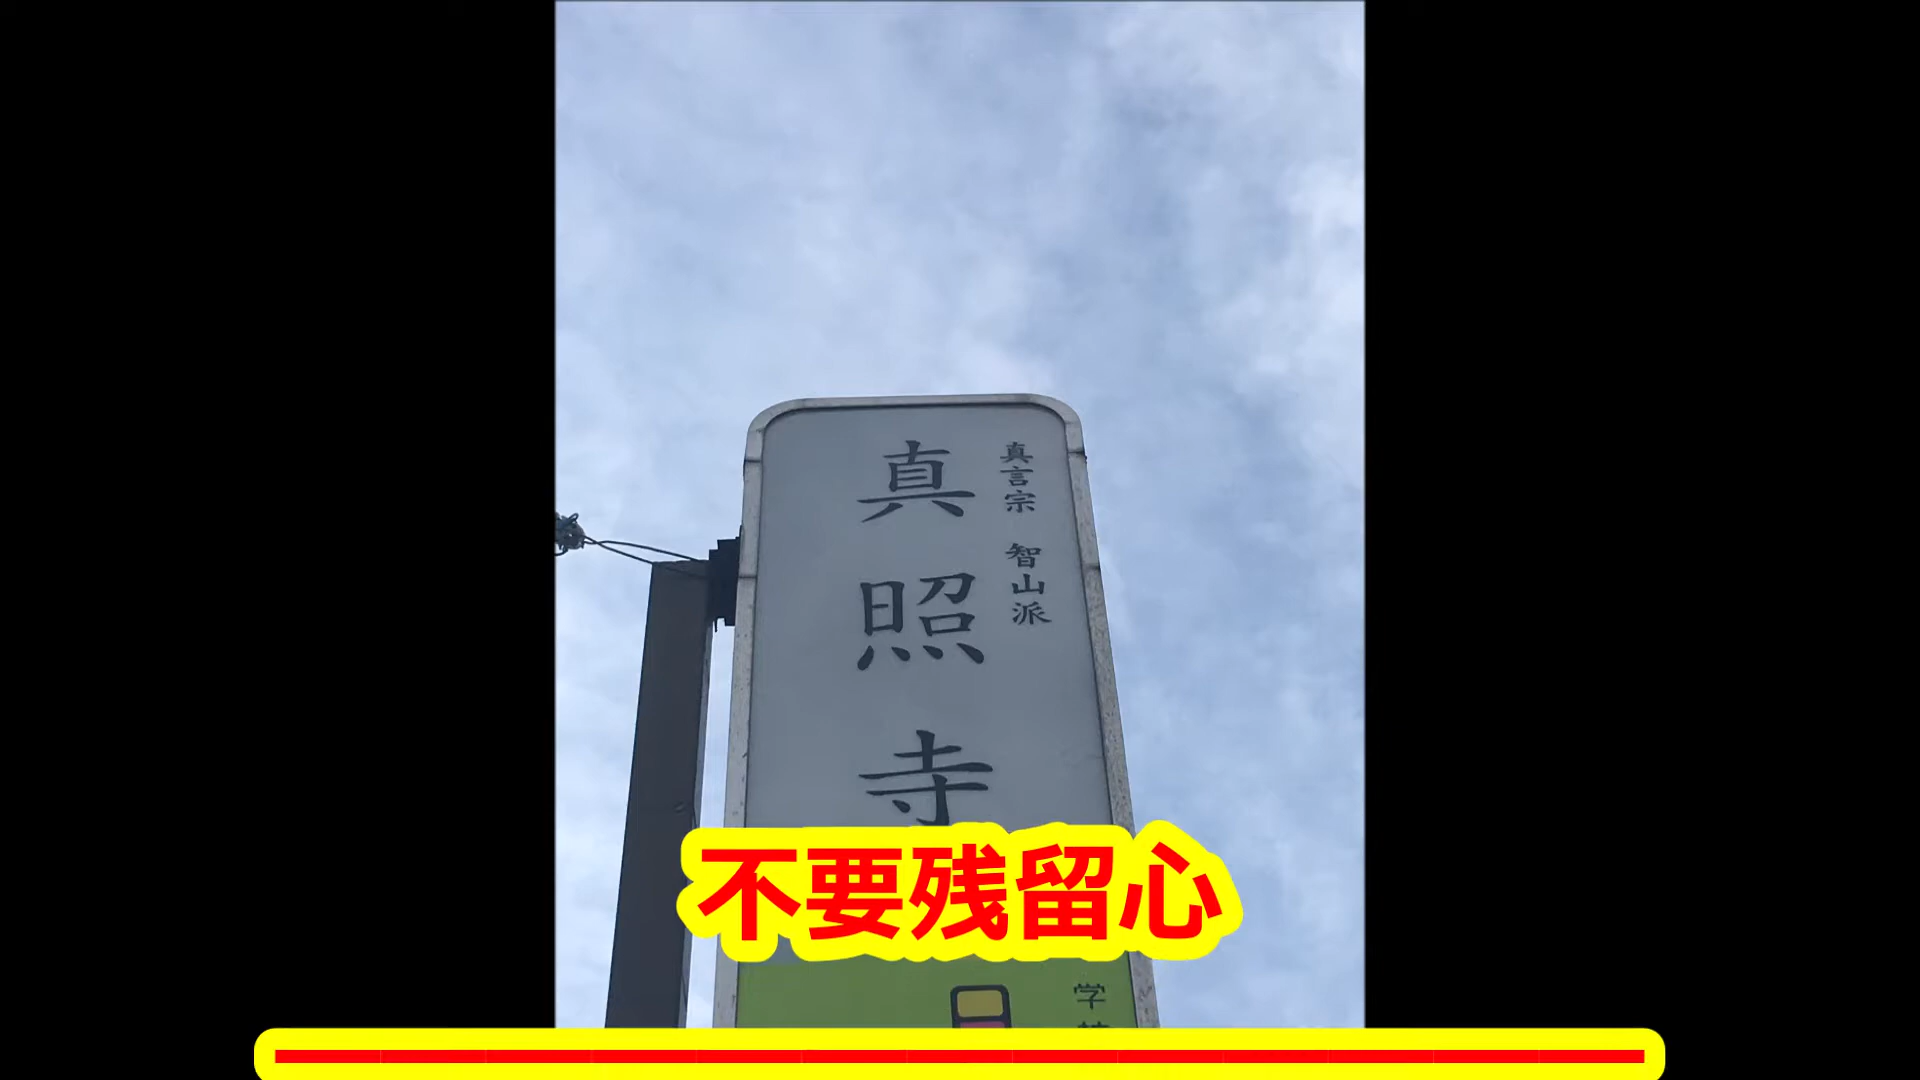 真言宗 智山派
真照寺
不要残留心
学